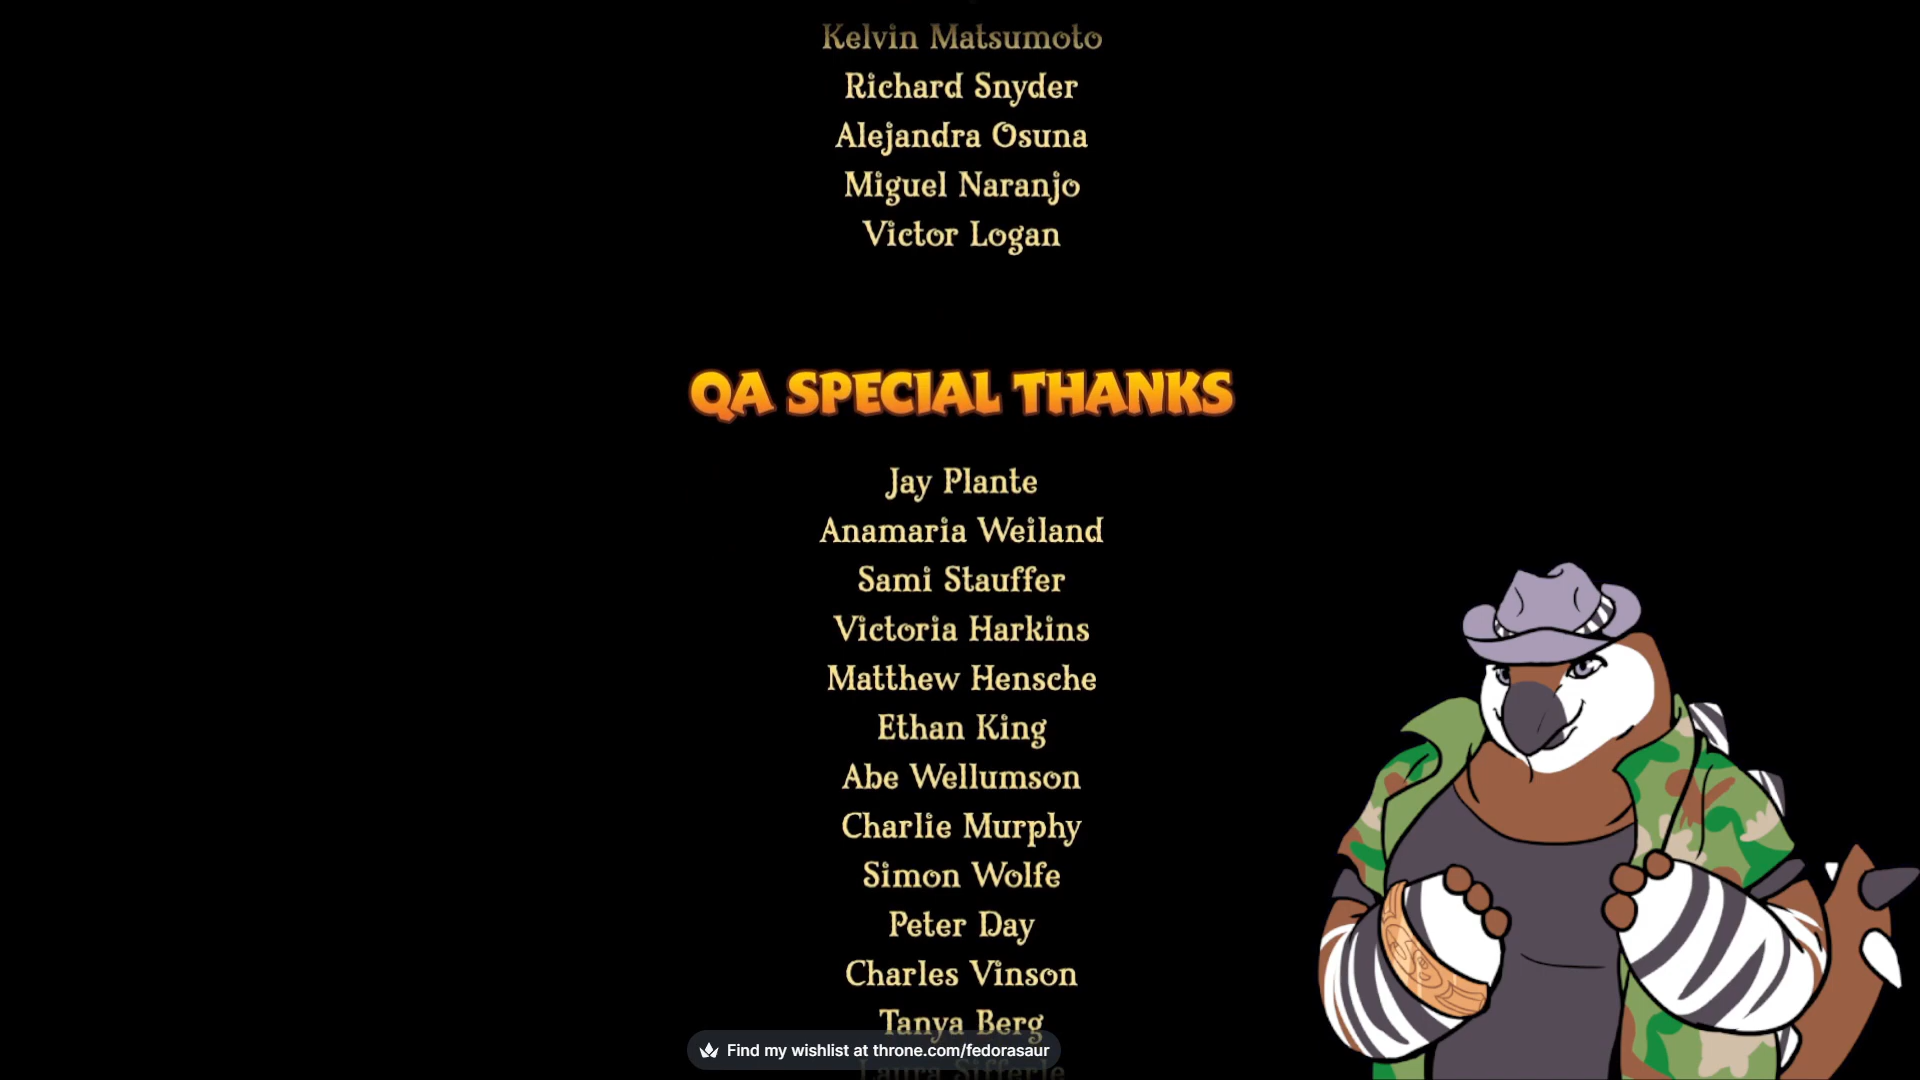 Kelvin Matsumoto
Richard Snyder
Alejandra Osuna
Miguel Naranjo
Victor Logan
QA SPECIAL THANKS
Jay Plante
Anamaria Weiland
Sami Stauffer
Victoria Harkins
Matthew Hensche
Ethan King
Abe Wellumson
Charlie Murphy
Simon Wolfe
Peter Day
Charles Vinson
Tanya Berg
Find my wishlist at throne.com/fedorasaur
Laura Sifferle